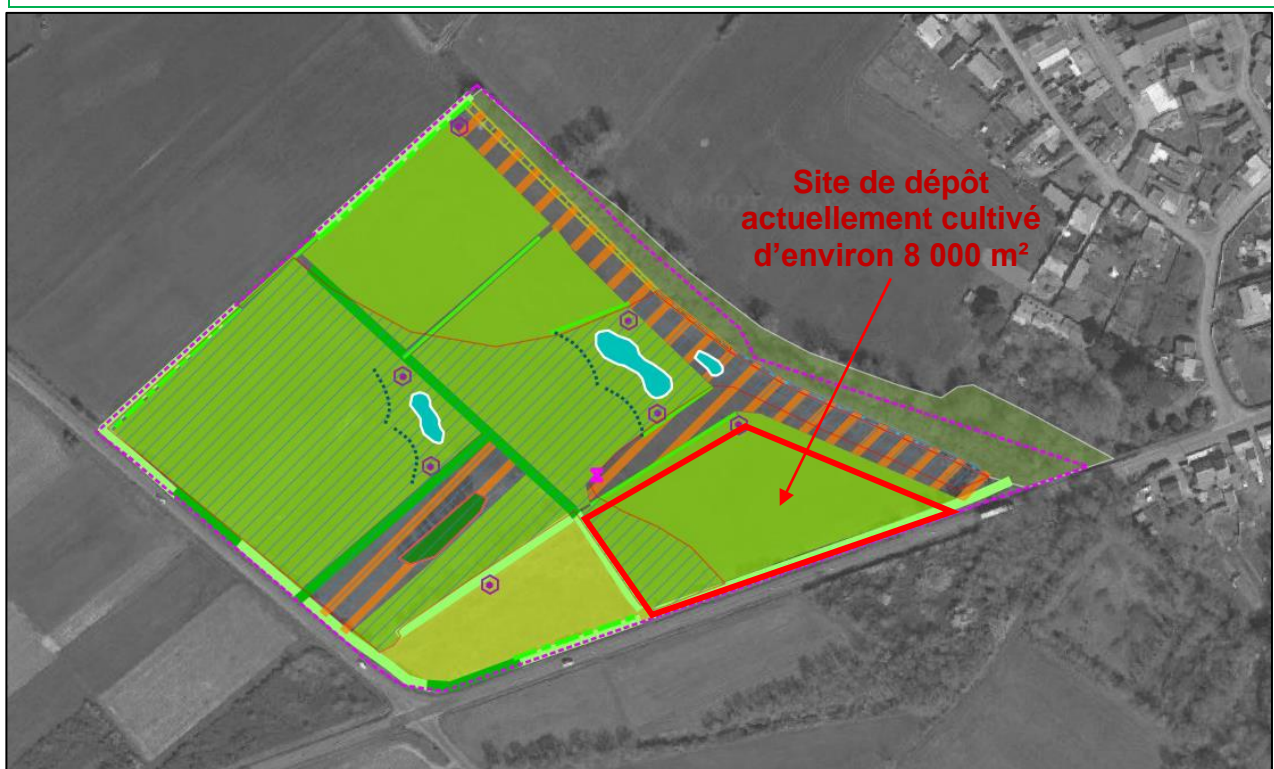 Site de dépôt
actuellement cultivé
d'environ 8 000 m²